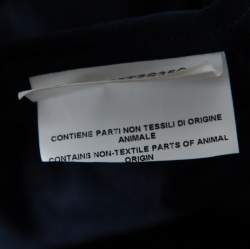 CONTIENE PARTI NON TESSILI DI ORIGINE
ANIMALE
CONTAINS NON-TEXTILE PARTS OF ANIMAL
ORIGIN